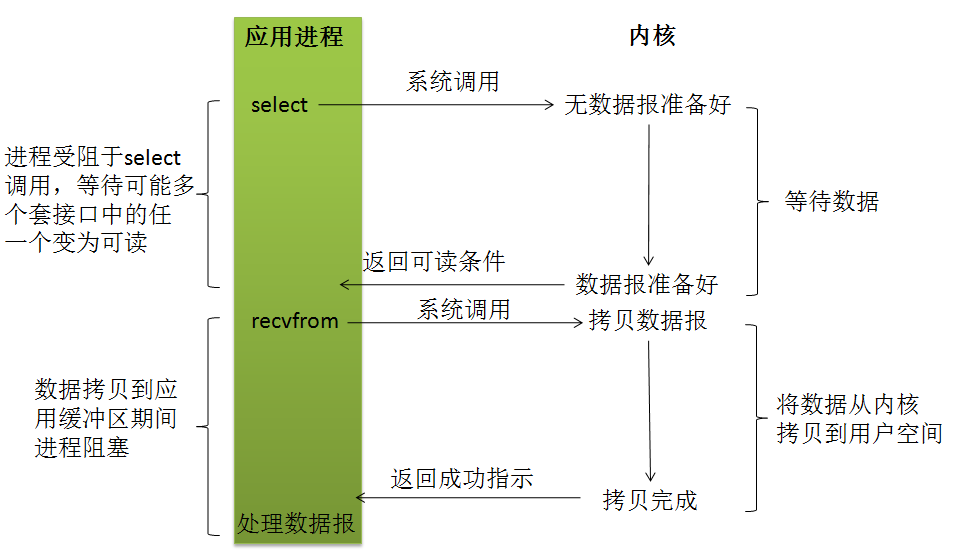 应用进程
内核
系统调用
select
无数据报准备好
进程受阻于select
调用，等待可能多
个套接口中的任
一个变为可读
等待数据
返回可读条件
数据报准备好
recvfrom
系统调用
拷贝数据报
数据拷贝到应
用缓冲区期间
进程阻塞
将数据从内核
拷贝到用户空间
返回成功指示
拷贝完成
处理数据报